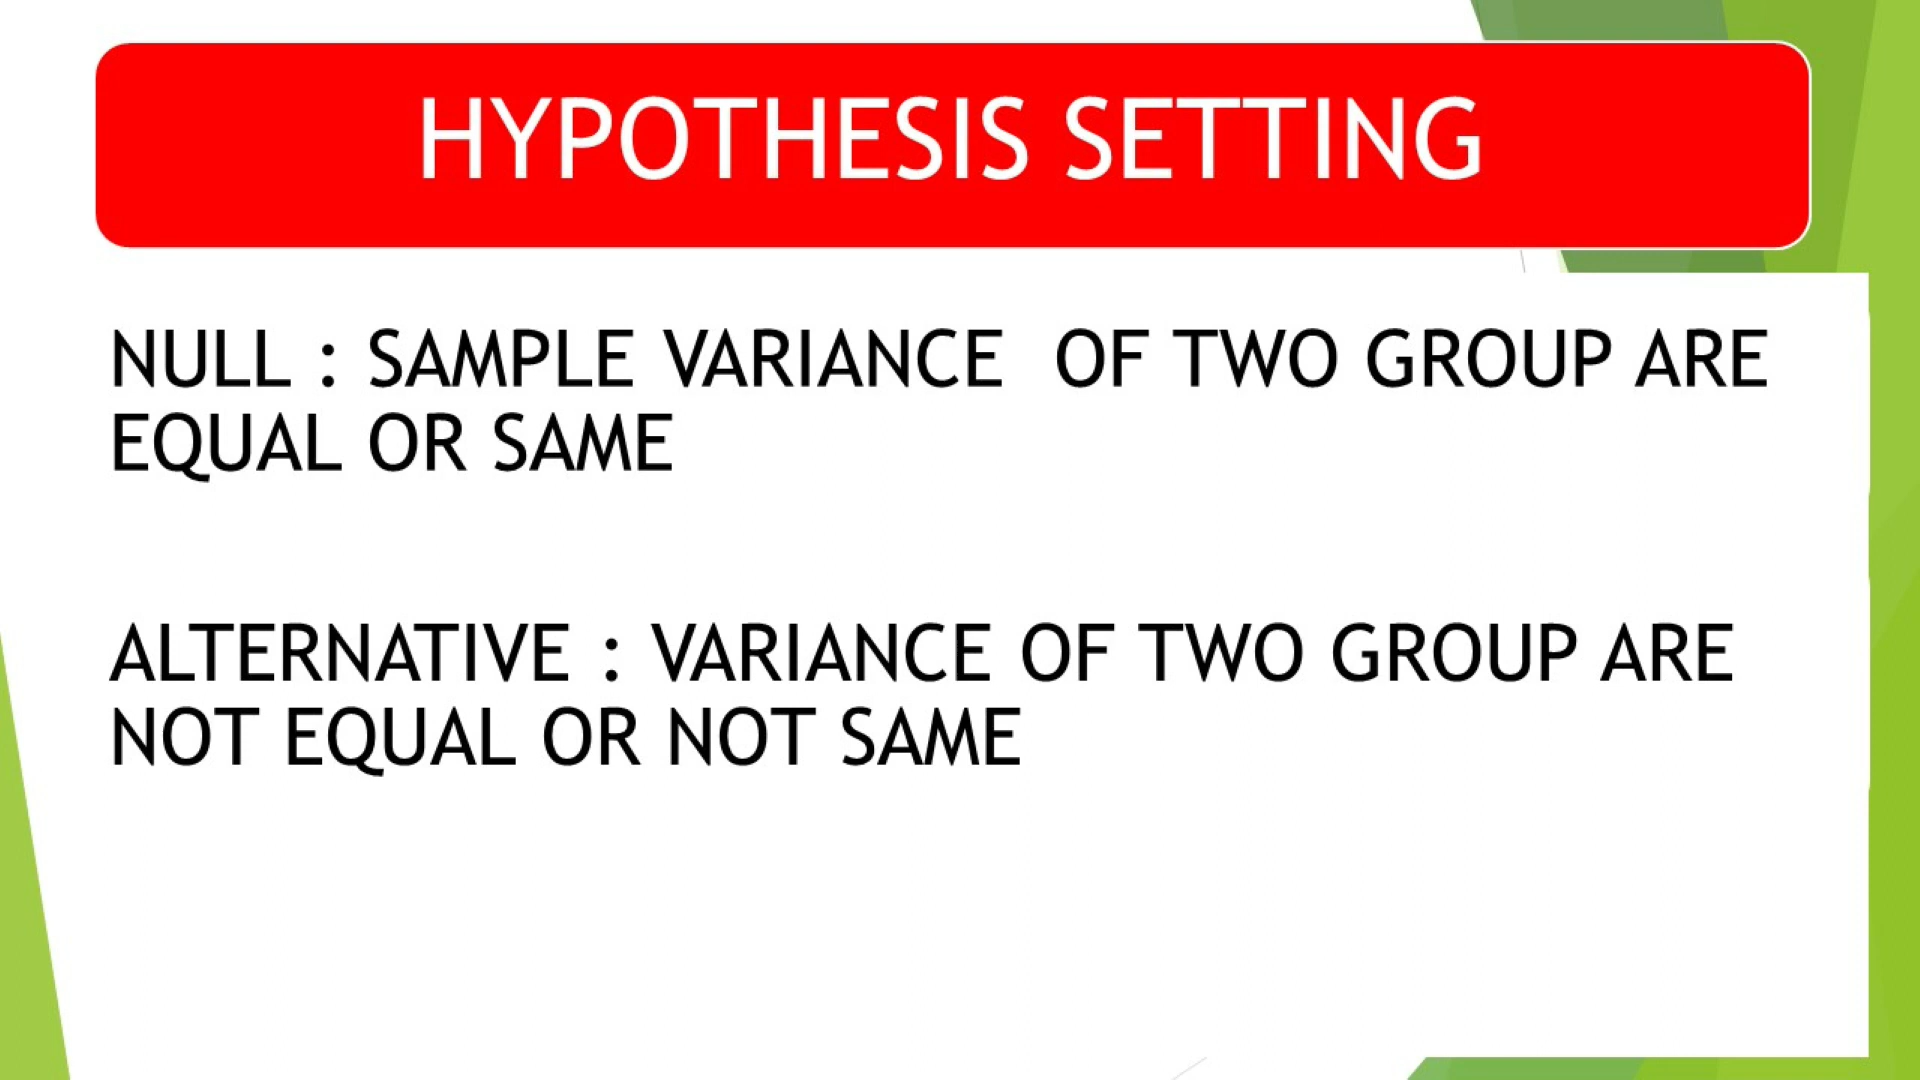 HYPOTHESIS SETTING
NULL : SAMPLE VARIANCE  OF TWO GROUP ARE
EQUAL OR SAME
ALTERNATIVE : VARIANCE OF TWO GROUP ARE
NOT EQUAL OR NOT SAME